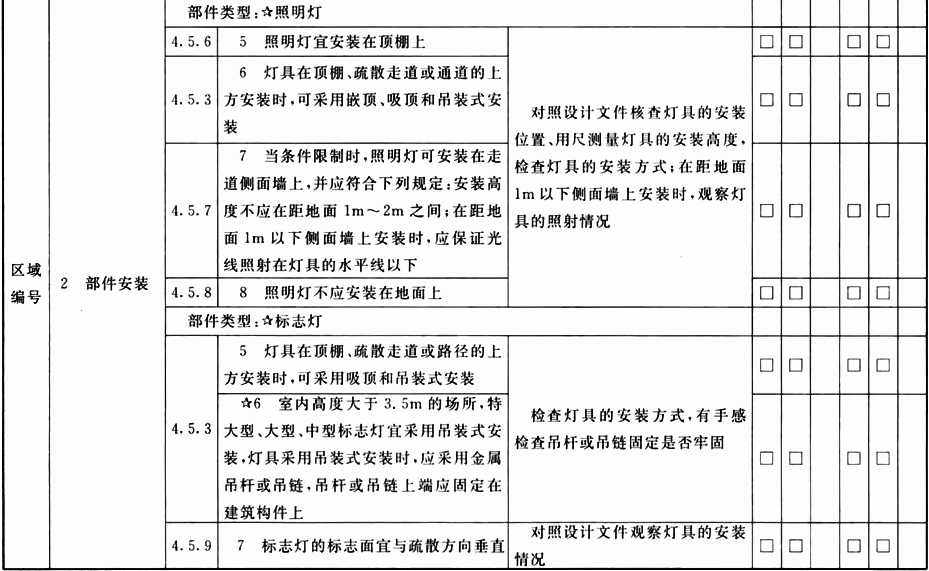 部件类型:☆照明灯
4.5.6 5 照明灯宜安装在顶棚上 □ □ □ □
6 灯具在顶棚、疏散走道或通道的上
4.5.3 方安装时,可采用嵌顶、吸顶和吊装式安 □ □ □ □
装
对照设计文件核查灯具的安装
位置、用尺测量灯具的安装高度,
检查灯具的安装方式;在距地面
1m以下侧面墙上安装时,观察灯
具的照射情况
7 当条件限制时,照明灯可安装在走
道侧面墙上,并应符合下列规定:安装高
4.5.7 度不应在距地面 1m~2m 之间;在距地 □ □ □ □
面 1m 以下侧面墙上安装时,应保证光
线照射在灯具的水平线以下
区域
编号
2 部件安装
4.5.8 8 照明灯不应安装在地面上 □ □ □ □
部件类型:☆标志灯
5 灯具在顶棚、疏散走道或路径的上
方安装时,可采用吸顶和吊装式安装 □ □ □ □
4.5.3
☆6 室内高度大于 3.5m 的场所,特
大型、大型、中型标志灯宜采用吊装式安
装,灯具采用吊装式安装时,应采用金属 □ □ □ □
吊杆或吊链,吊杆或吊链上端应固定在
建筑构件上
检查灯具的安装方式,有手感
检查吊杆或吊链固定是否牢固
4.5.9 7 标志灯的标志面宜与疏散方向垂直 □ □ □ □
对照设计文件观察灯具的安装
情况